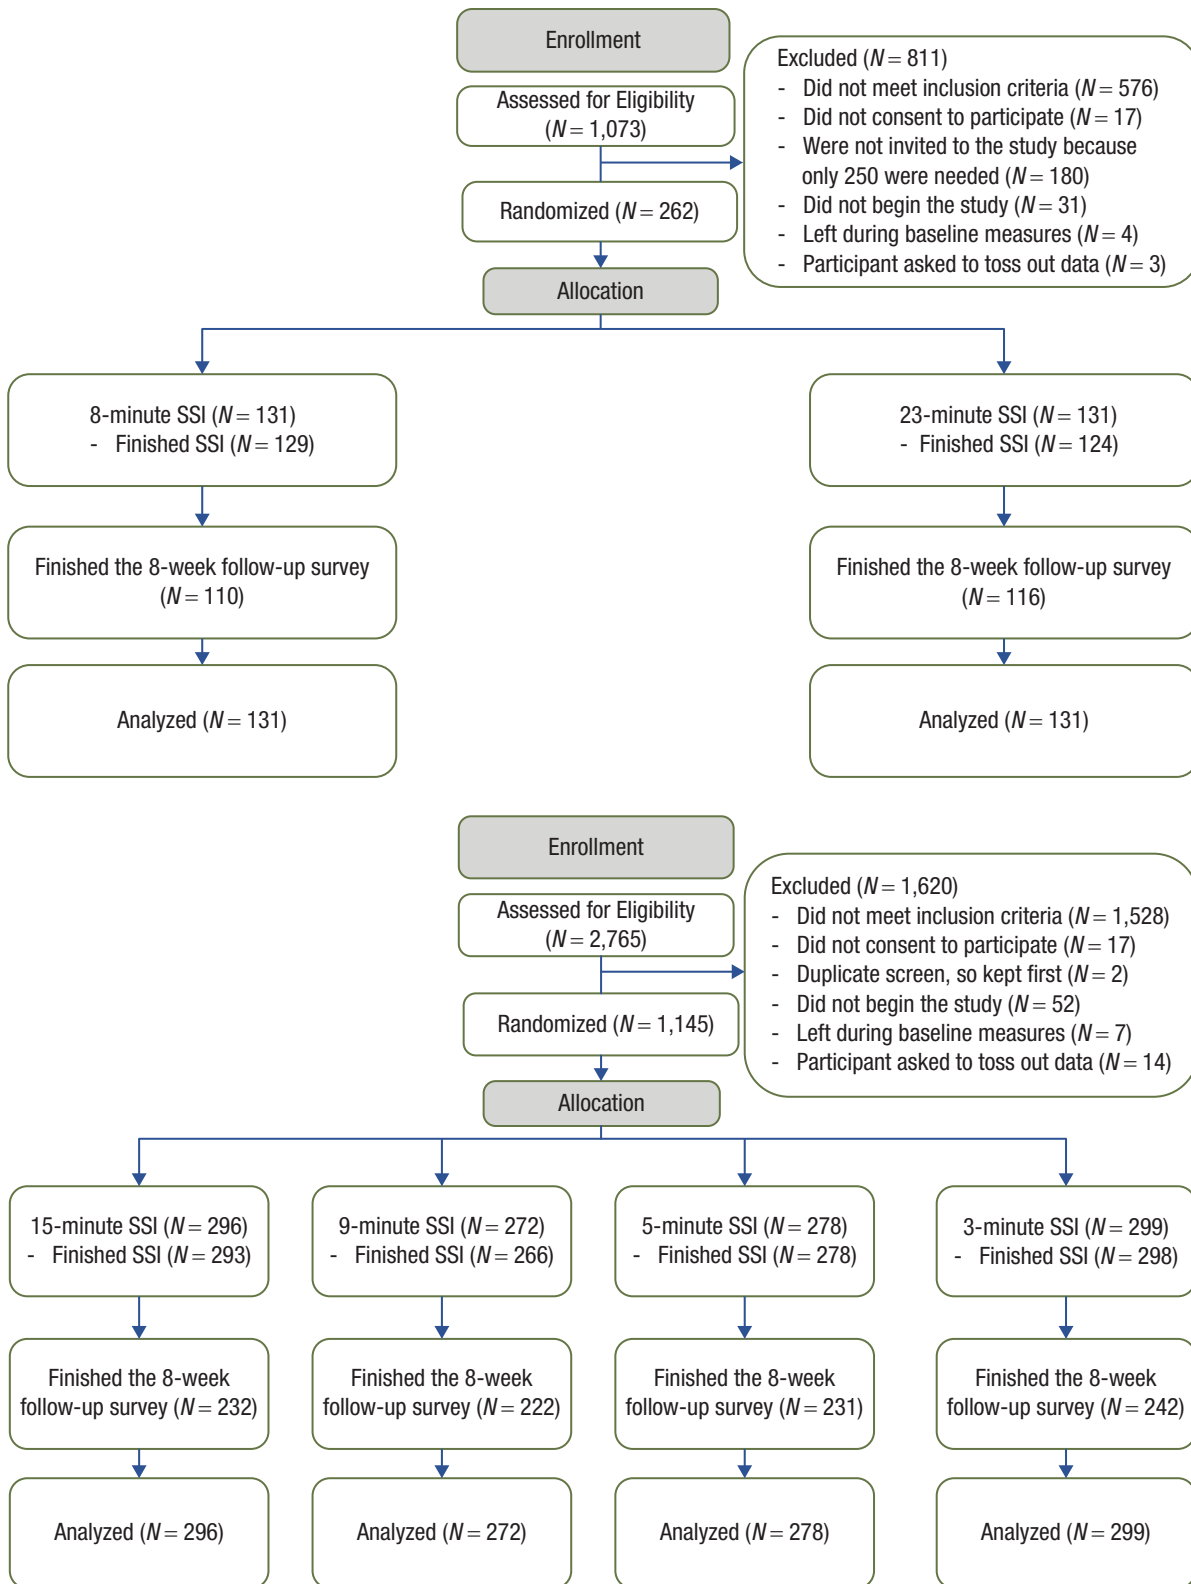 Enrollment
Assessed for Eligibility
(N = 1,073)
Excluded (N = 811)
- Did not meet inclusion criteria (N = 576)
- Did not consent to participate (N = 17)
- Were not invited to the study because
only 250 were needed (N = 180)
- Did not begin the study (N = 31)
- Left during baseline measures (N = 4)
- Participant asked to toss out data (N = 3)
Randomized (N = 262)
Allocation
8-minute SSI (N = 131)
- Finished SSI (N = 129)
23-minute SSI (N = 131)
- Finished SSI (N = 124)
Finished the 8-week follow-up survey
(N = 110)
Finished the 8-week follow-up survey
(N = 116)
Analyzed (N = 131)
Analyzed (N = 131)
Enrollment
Assessed for Eligibility
(N = 2,765)
Excluded (N = 1,620)
- Did not meet inclusion criteria (N = 1,528)
- Did not consent to participate (N = 17)
- Duplicate screen, so kept first (N = 2)
- Did not begin the study (N = 52)
- Left during baseline measures (N = 7)
- Participant asked to toss out data (N = 14)
Randomized (N = 1,145)
Allocation
15-minute SSI (N = 296)
- Finished SSI (N = 293)
9-minute SSI (N = 272)
- Finished SSI (N = 266)
5-minute SSI (N = 278)
- Finished SSI (N = 278)
3-minute SSI (N = 299)
- Finished SSI (N = 298)
Finished the 8-week
follow-up survey (N = 232)
Finished the 8-week
follow-up survey (N = 222)
Finished the 8-week
follow-up survey (N = 231)
Finished the 8-week
follow-up survey (N = 242)
Analyzed (N = 296)
Analyzed (N = 272)
Analyzed (N = 278)
Analyzed (N = 299)